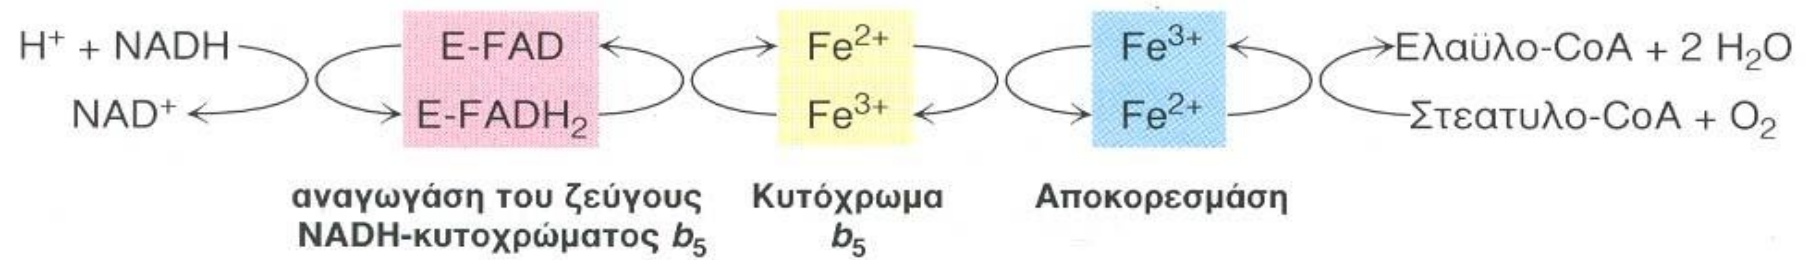 H⁺ + NADH E-FAD Fe²⁺ Fe³⁺ Ελαϋλο-CoA + 2 H₂O
NAD⁺ E-FADH₂ Fe³⁺ Fe²⁺ Στεατυλο-CoA + O₂
αναγωγάση του ζεύγους Κυτόχρωμα Αποκορεσμάση
NADH-κυτοχρώματος b₅ b₅